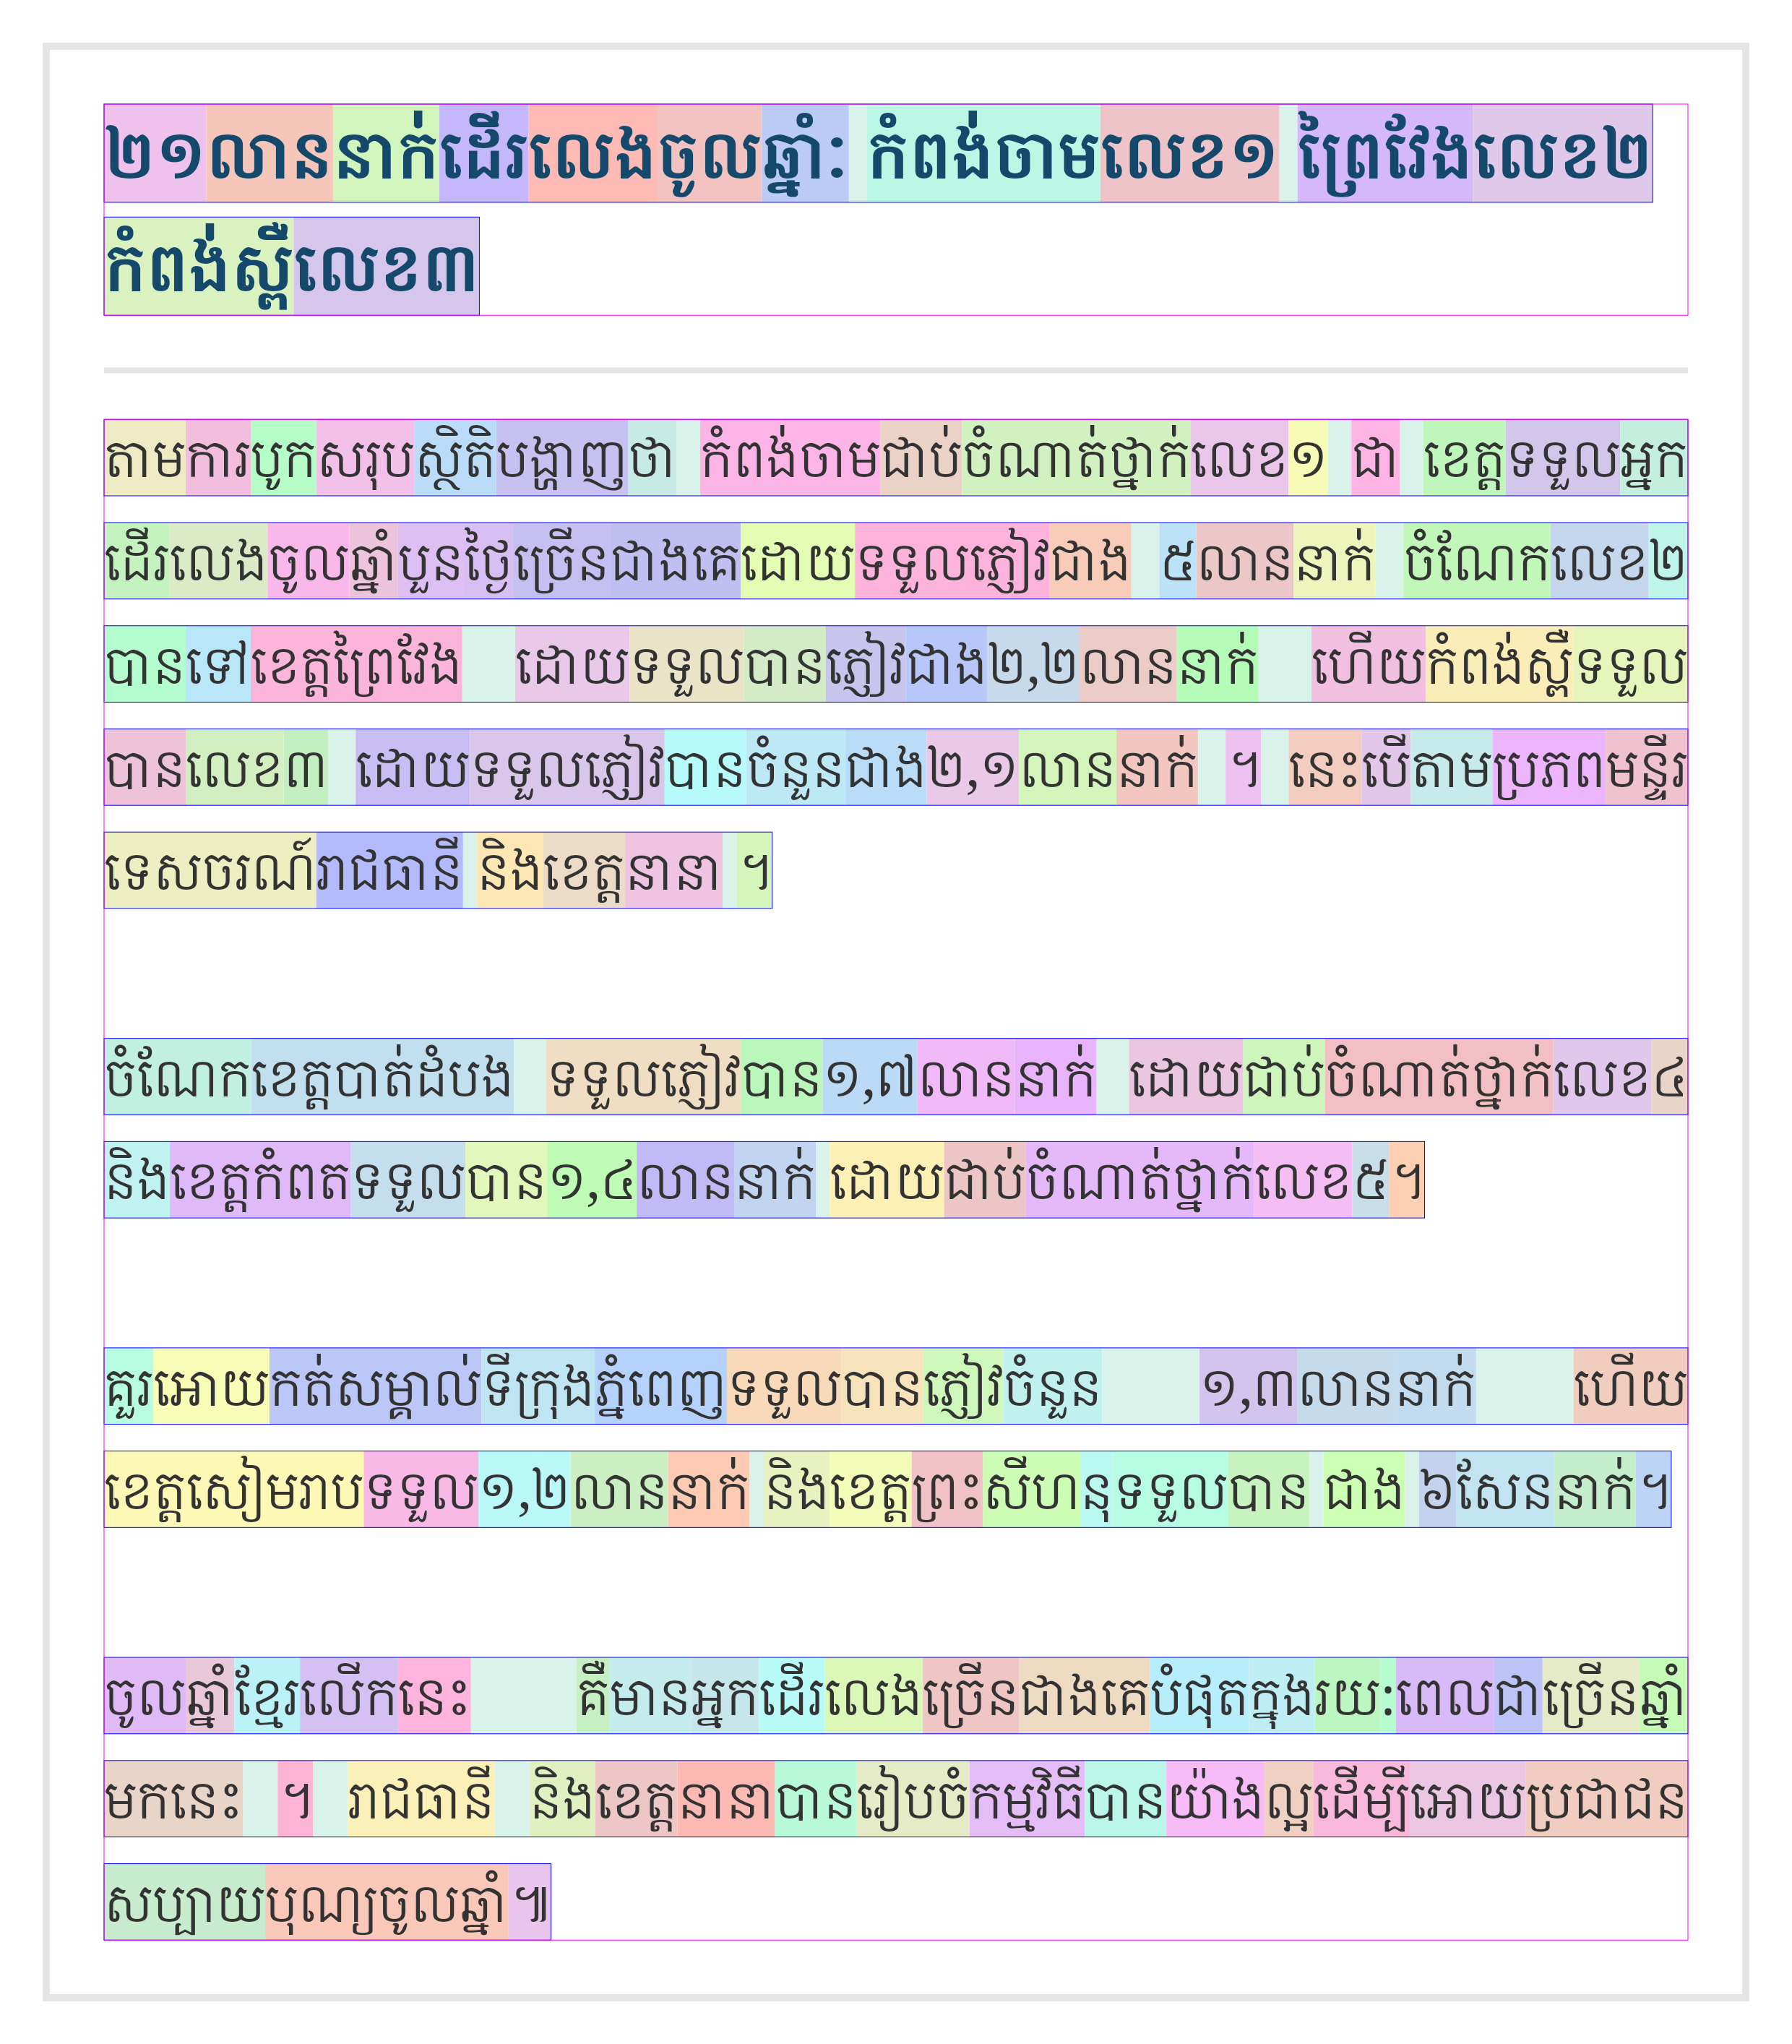 ២១លាននាក់ដើរលេងចូលឆ្នាំ: កំពង់ចាមលេខ១ ព្រៃវែងលេខ២
កំពង់ស្ពឺលេខ៣
តាមការបូកសរុបស្ថិតិបង្ហាញថា កំពង់ចាមជាប់ចំណាត់ថ្នាក់លេខ១ ជា ខេត្តទទួលអ្នក
ដើរលេងចូលឆ្នាំបួនថ្ងៃច្រើនជាងគេដោយទទួលភ្ញៀវជាង ៥លាននាក់ ចំណែកលេខ២
បានទៅខេត្តព្រៃវែង ដោយទទួលបានភ្ញៀវជាង២,២លាននាក់ ហើយកំពង់ស្ពឺទទួល
បានលេខ៣ ដោយទទួលភ្ញៀវបានចំនួនជាង២,១លាននាក់ ។ នេះបើតាមប្រភពមន្ទីរ
ទេសចរណ៍រាជធានី និងខេត្តនានា ។
ចំណែកខេត្តបាត់ដំបង ទទួលភ្ញៀវបាន១,៧លាននាក់ ដោយជាប់ចំណាត់ថ្នាក់លេខ៤
និងខេត្តកំពតទទួលបាន១,៤លាននាក់ ដោយជាប់ចំណាត់ថ្នាក់លេខ៥។
គួរអោយកត់សម្គាល់ទីក្រុងភ្នំពេញទទួលបានភ្ញៀវចំនួន ១,៣លាននាក់ ហើយ
ខេត្តសៀមរាបទទួល១,២លាននាក់ និងខេត្តព្រះសីហនុទទួលបាន ជាង ៦សែននាក់។
ចូលឆ្នាំខ្មែរលើកនេះ គឺមានអ្នកដើរលេងច្រើនជាងគេបំផុតក្នុងរយ:ពេលជាច្រើនឆ្នាំ
មកនេះ ។ រាជធានី និងខេត្តនានាបានរៀបចំកម្មវិធីបានយ៉ាងល្អដើម្បីអោយប្រជាជន
សប្បាយបុណ្យចូលឆ្នាំ៕